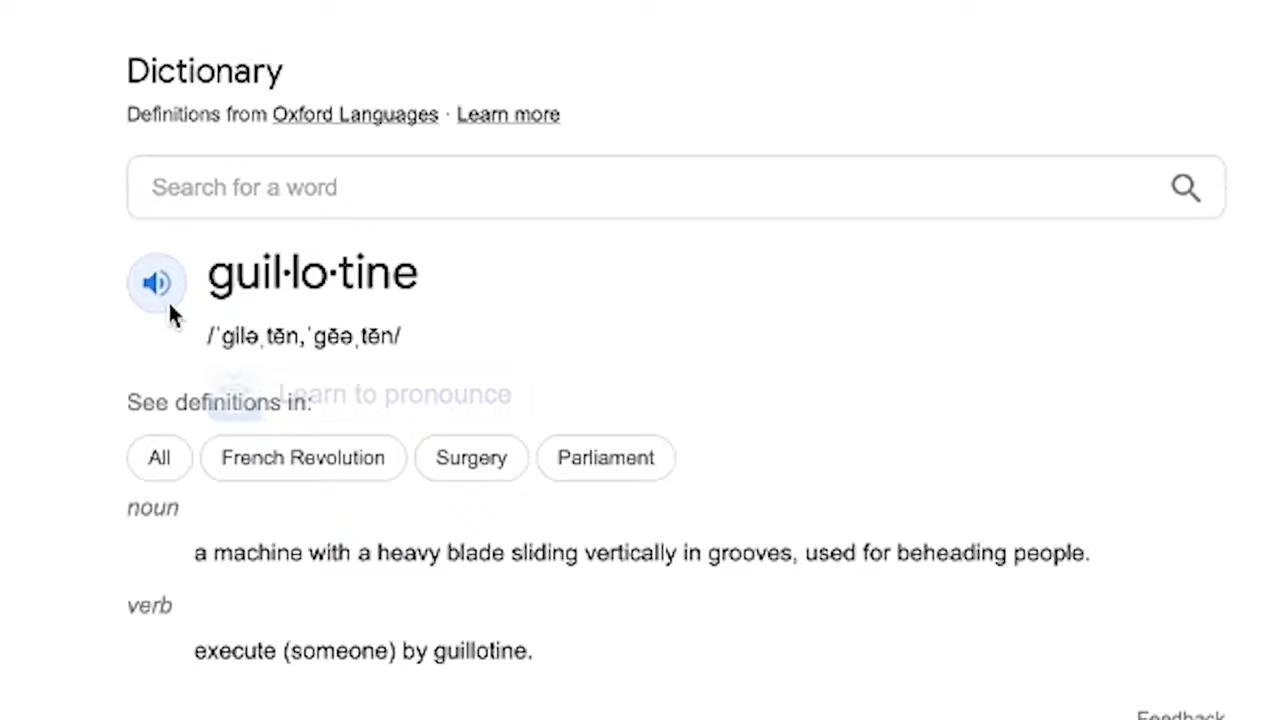 Dictionary
Definitions from Oxford Languages · Learn more
Search for a word
guil·lo·tine
/ˈgiləˌtēn,ˈgēəˌtēn/
Learn to pronounce
See definitions in:
All French Revolution Surgery Parliament
noun
a machine with a heavy blade sliding vertically in grooves, used for beheading people.
verb
execute (someone) by guillotine.
Feedback